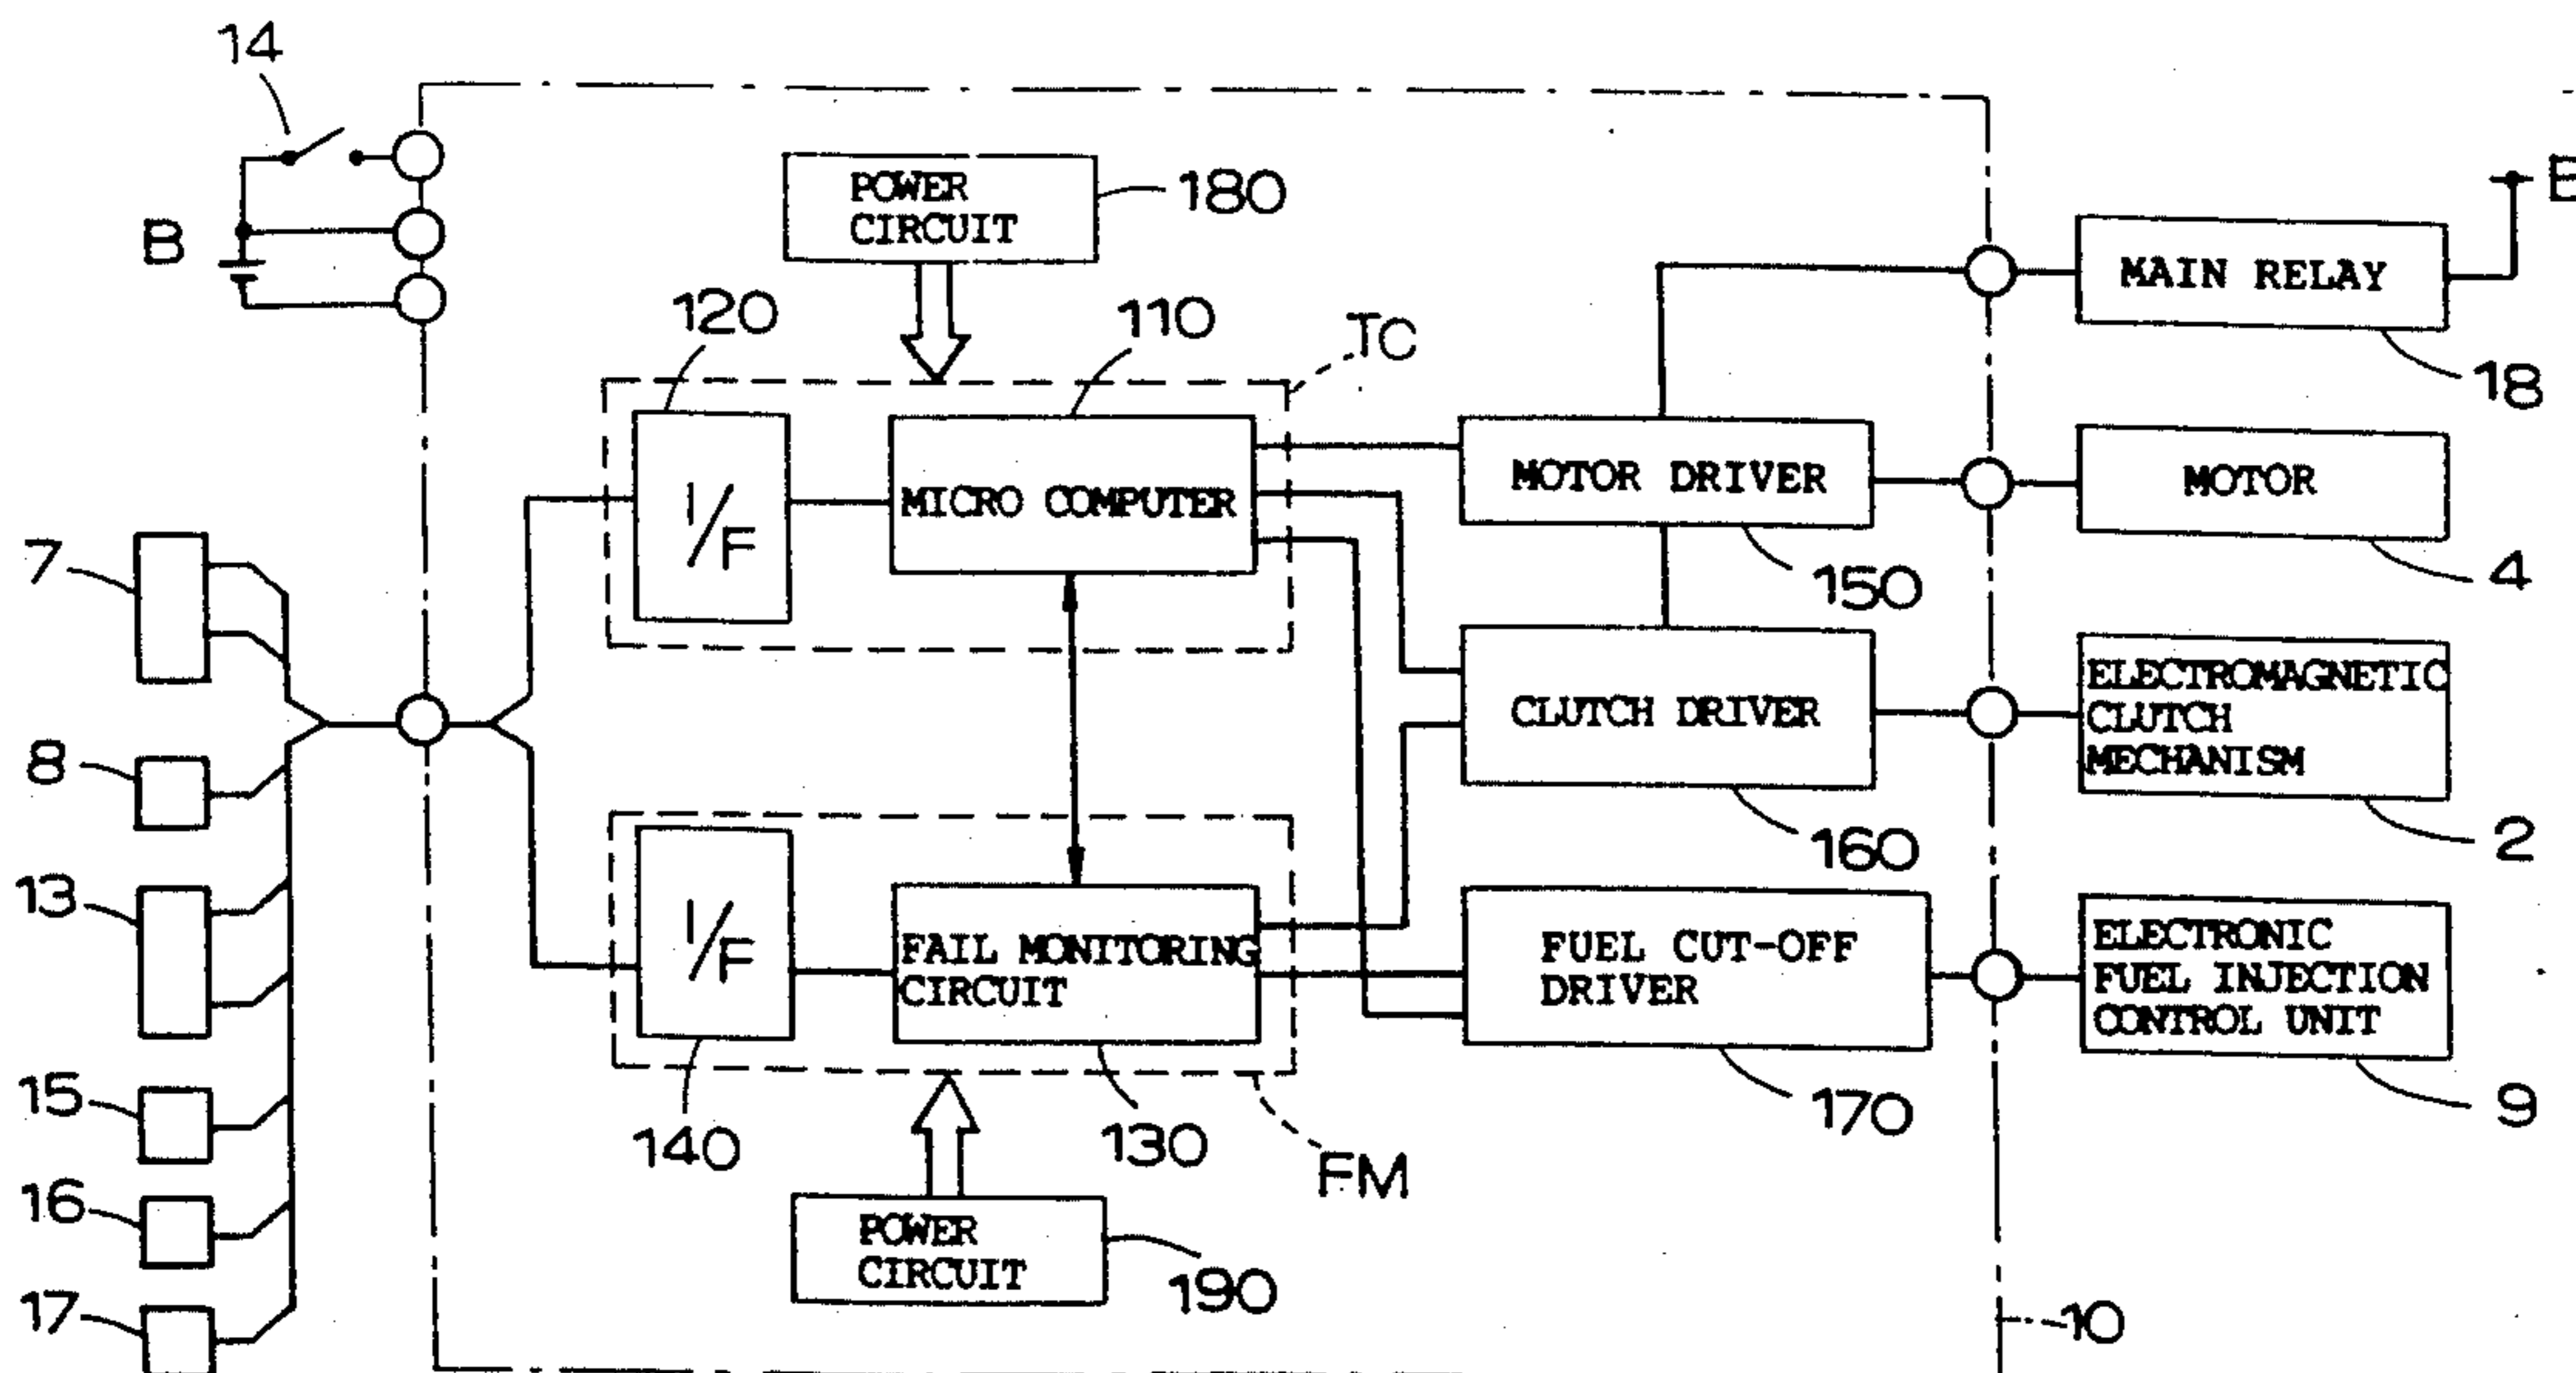 14
B
POWER
CIRCUIT
180
B
MAIN RELAY
18
120
110
TC
I/F
MICRO COMPUTER
MOTOR DRIVER
150
MOTOR
4
7
8
13
15
16
17
CLUTCH DRIVER
160
ELECTROMAGNETIC
CLUTCH
MECHANISM
2
I/F
140
FAIL MONITORING
CIRCUIT
130
FM
FUEL CUT-OFF
DRIVER
170
ELECTRONIC
FUEL INJECTION
CONTROL UNIT
9
POWER
CIRCUIT
190
10